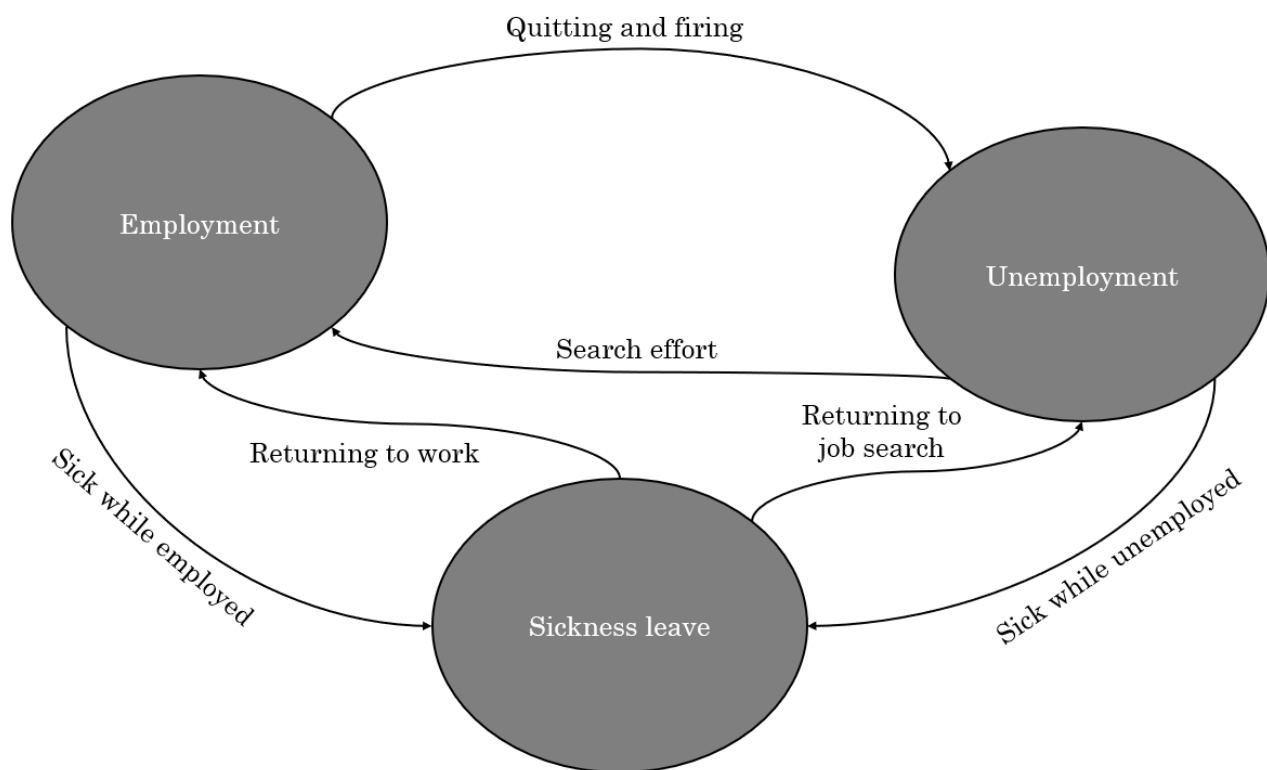 Quitting and firing
Employment
Unemployment
Search effort
Returning to
job search
Returning to work
Sick while employed
Sick while unemployed
Sickness leave